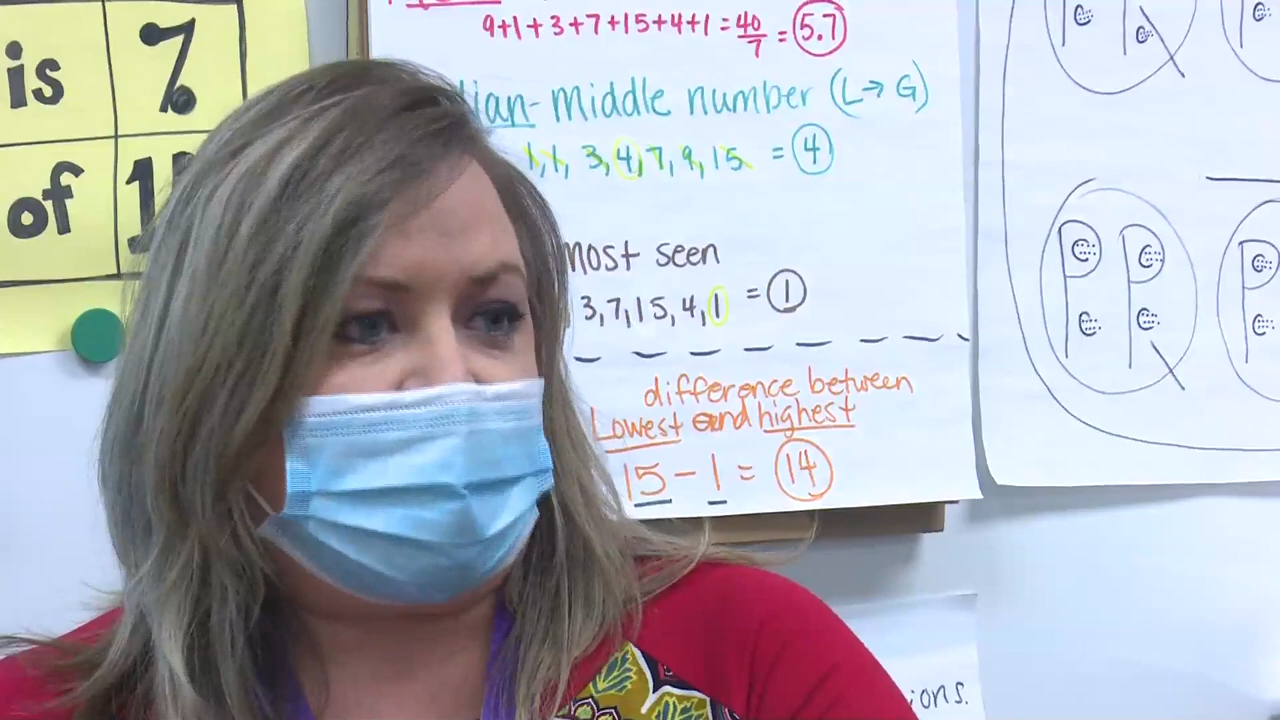 is %
of
9+1+3+7+15+4+1=40/7=5.7
dian-middle number (L→G)
1,1,3,4,7,9,15 = 4
most seen
3,7,15,4,1 = 1
difference between
Lowest and highest
15-1=14
ions.